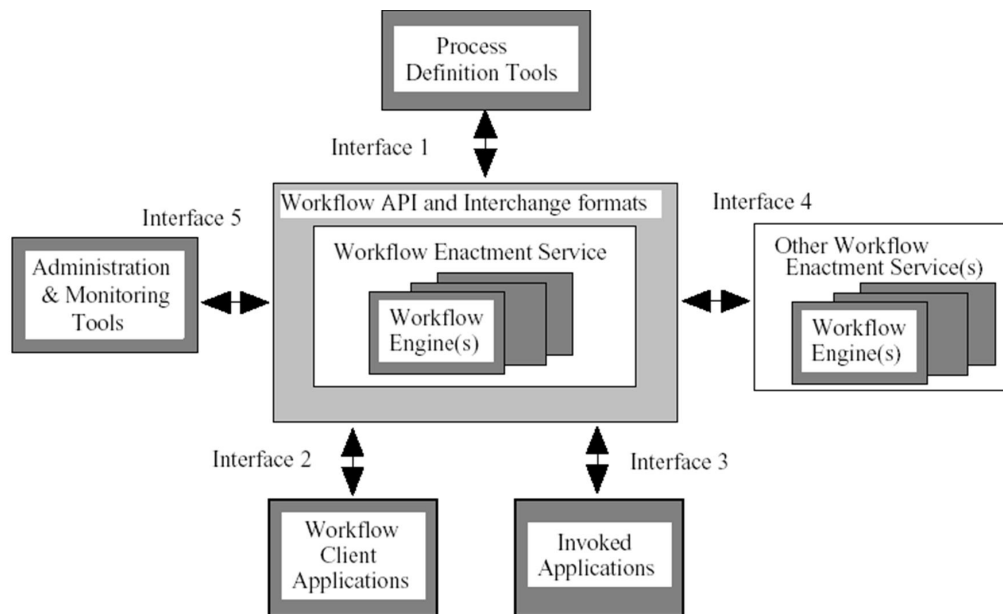 Process
Definition Tools
Interface 1
Workflow API and Interchange formats
Interface 5
Interface 4
Administration
& Monitoring
Tools
Workflow Enactment Service
Workflow
Engine(s)
Other Workflow
Enactment Service(s)
Workflow
Engine(s)
Interface 2
Interface 3
Workflow
Client
Applications
Invoked
Applications